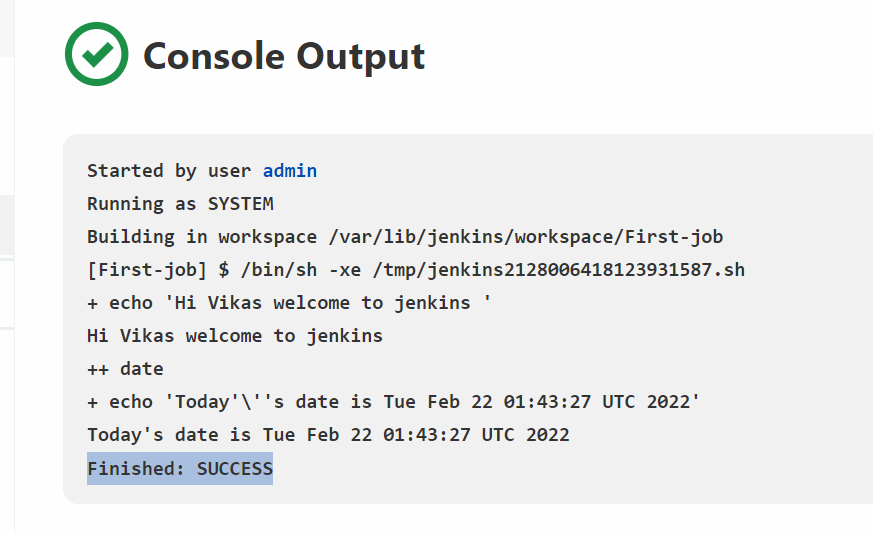 Console Output
Started by user admin
Running as SYSTEM
Building in workspace /var/lib/jenkins/workspace/First-job
[First-job] $ /bin/sh -xe /tmp/jenkins2128006418123931587.sh
+ echo 'Hi Vikas welcome to jenkins '
Hi Vikas welcome to jenkins
++ date
+ echo 'Today'\''s date is Tue Feb 22 01:43:27 UTC 2022'
Today's date is Tue Feb 22 01:43:27 UTC 2022
Finished: SUCCESS